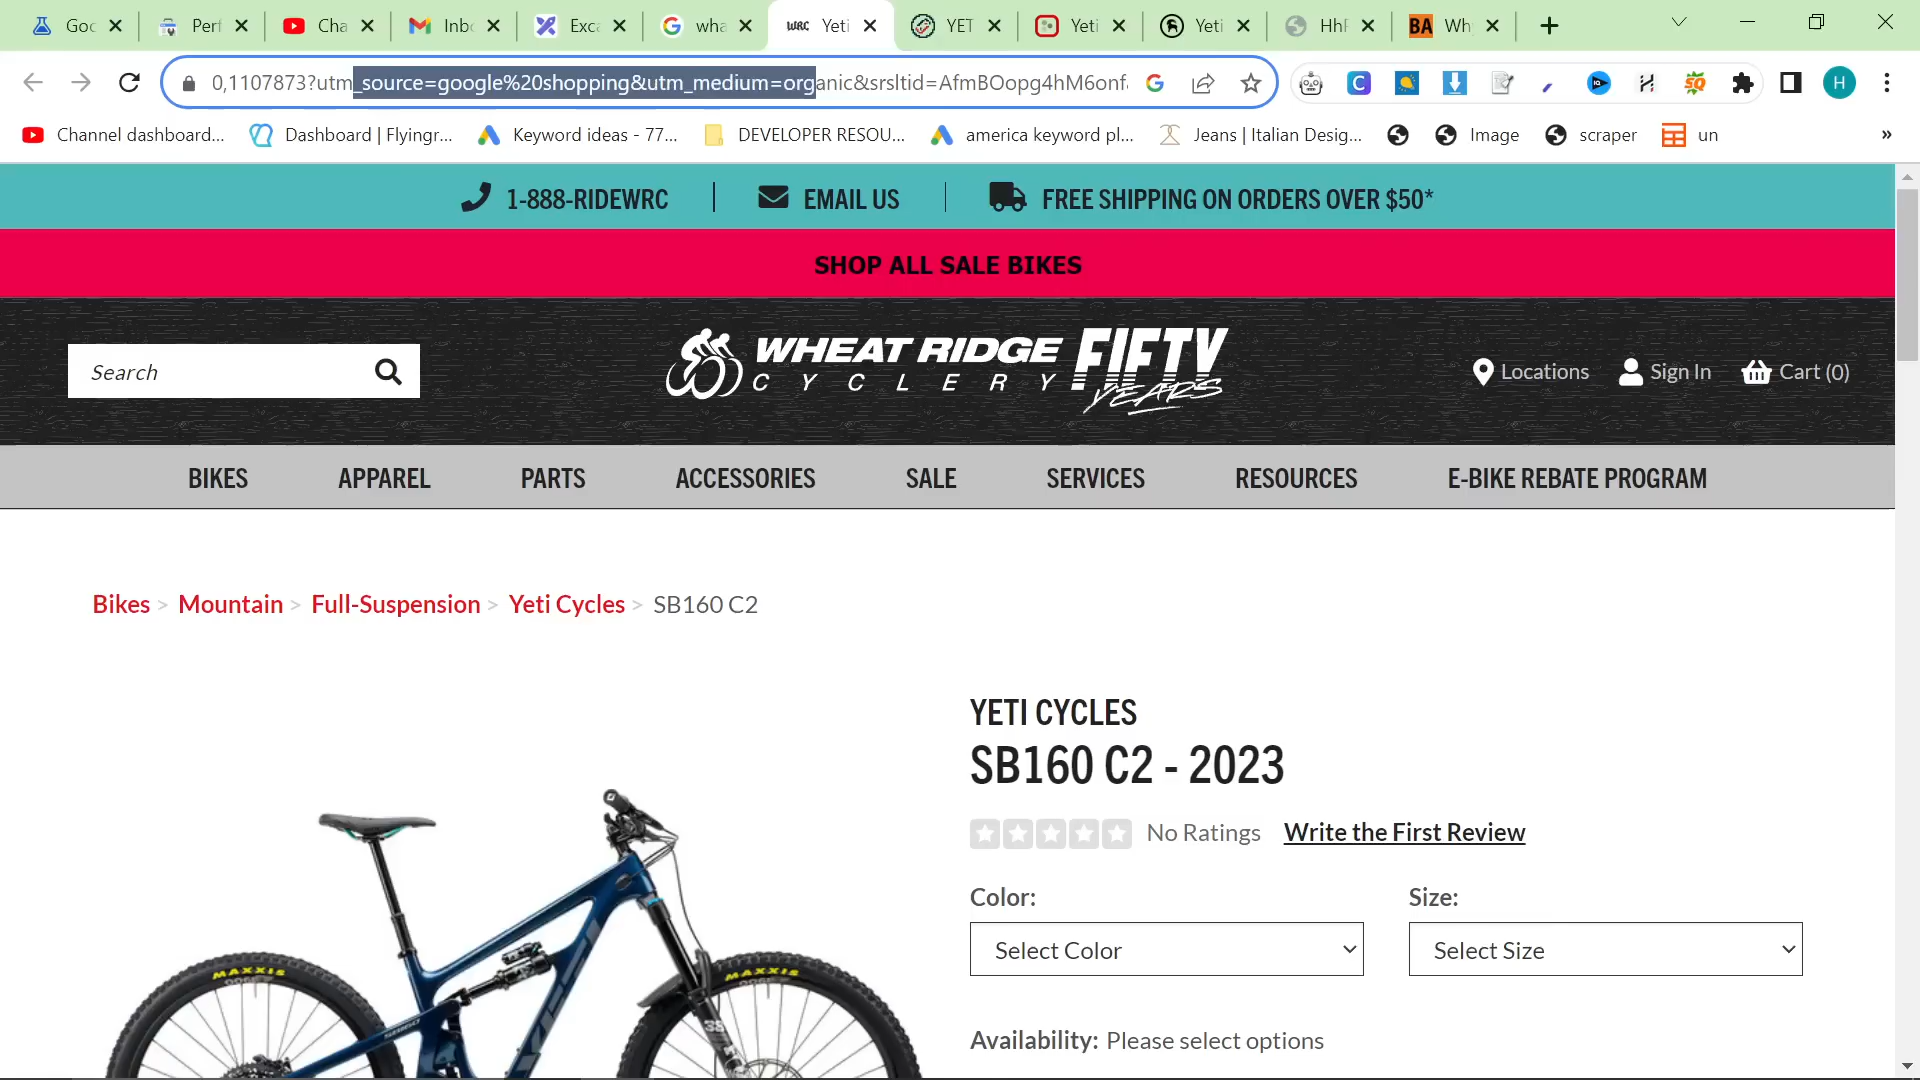 Goc Perf Cha Inbo Exca wha WRC Yeti YET Yeti Yeti HhF BA Wh
0,1107873?utm_source=google%20shopping&utm_medium=organic&srsltid=AfmBOopg4hM6onf
H
Channel dashboard... Dashboard | Flyingr... Keyword ideas - 77... DEVELOPER RESOU... america keyword pl... Jeans | Italian Desig... Image scraper un »
1-888-RIDEWRC EMAIL US FREE SHIPPING ON ORDERS OVER $50*
SHOP ALL SALE BIKES
Search
WHEAT RIDGE CYCLERY FIFTY YEARS
Locations Sign In Cart (0)
BIKES APPAREL PARTS ACCESSORIES SALE SERVICES RESOURCES E-BIKE REBATE PROGRAM
Bikes > Mountain > Full-Suspension > Yeti Cycles > SB160 C2
YETI CYCLES
SB160 C2 - 2023
No Ratings Write the First Review
Color: Size:
Select Color Select Size
Availability: Please select options
MAXXIS MAXXIS
YETI
38